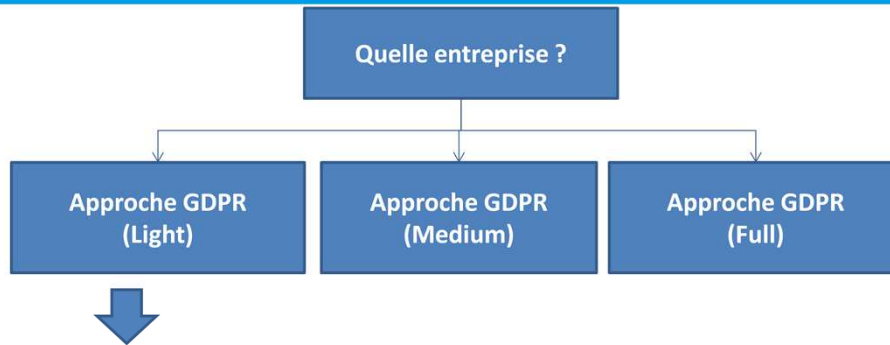 Quelle entreprise ?
Approche GDPR
(Light)
Approche GDPR
(Medium)
Approche GDPR
(Full)